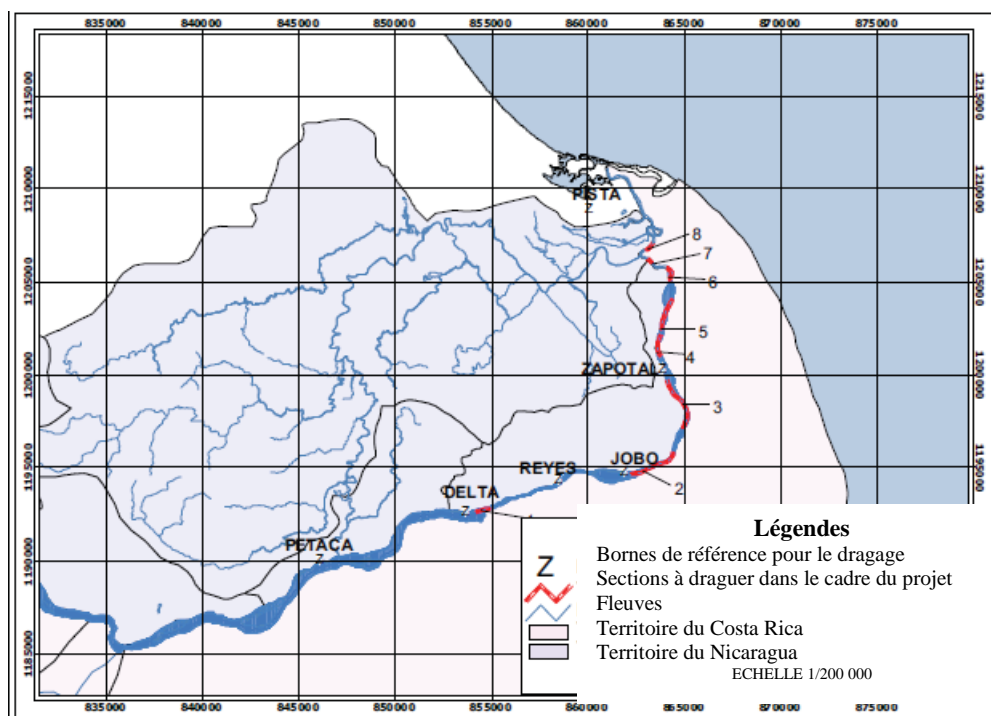 835000 840000 845000 850000 855000 860000 865000 870000 875000
1215000 1215000
1210000 1210000
PISTA
Z
8
7
1205000 6 1205000
5
4
ZAPOTAL Z
1200000 1200000
3
JOBO
REYES Z
1195000 Z 2 1195000
DELTA
Z
PETACA
Z
1190000 1190000
Légendes
Z Bornes de référence pour le dragage
Sections à draguer dans le cadre du projet
Fleuves
Territoire du Costa Rica
Territoire du Nicaragua
1185000 1185000
ECHELLE 1/200 000
835000 840000 845000 850000 855000 860000 865000 870000 875000